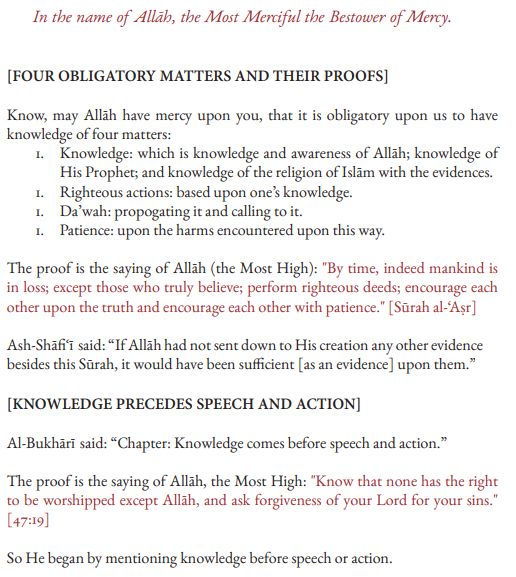 In the name of Allāh, the Most Merciful the Bestower of Mercy.
[FOUR OBLIGATORY MATTERS AND THEIR PROOFS]
Know, may Allāh have mercy upon you, that it is obligatory upon us to have
knowledge of four matters:
1. Knowledge: which is knowledge and awareness of Allāh; knowledge of
His Prophet; and knowledge of the religion of Islām with the evidences.
1. Righteous actions: based upon one’s knowledge.
1. Da’wah: propogating it and calling to it.
1. Patience: upon the harms encountered upon this way.
The proof is the saying of Allāh (the Most High): "By time, indeed mankind is
in loss; except those who truly believe; perform righteous deeds; encourage each
other upon the truth and encourage each other with patience." [Sūrah al-‘Aṣr]
Ash-Shāfi‘ī said: “If Allāh had not sent down to His creation any other evidence
besides this Sūrah, it would have been sufficient [as an evidence] upon them.”
[KNOWLEDGE PRECEDES SPEECH AND ACTION]
Al-Bukhārī said: “Chapter: Knowledge comes before speech and action.”
The proof is the saying of Allāh, the Most High: "Know that none has the right
to be worshipped except Allāh, and ask forgiveness of your Lord for your sins."
[47:19]
So He began by mentioning knowledge before speech or action.